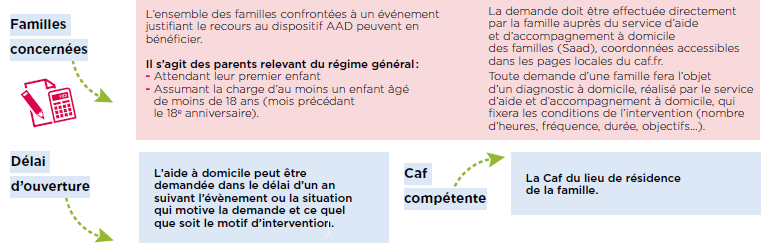 Familles
concernées
L'ensemble des familles confrontées à un événement
justifiant le recours au dispositif AAD peuvent en
bénéficier.
Il s'agit des parents relevant du régime général :
- Attendant leur premier enfant
- Assumant la charge d'au moins un enfant âgé
de moins de 18 ans (mois précédant
le 18e anniversaire).
La demande doit être effectuée directement
par la famille auprès du service d'aide
et d'accompagnement à domicile
des familles (Saad), coordonnées accessibles
dans les pages locales du caf.fr.
Toute demande d'une famille fera l'objet
d'un diagnostic à domicile, réalisé par le service
d'aide et d'accompagnement à domicile, qui
fixera les conditions de l'intervention (nombre
d'heures, fréquence, durée, objectifs...).
Délai
d'ouverture
L'aide à domicile peut être
demandée dans le délai d'un an
suivant l'évènement ou la situation
qui motive la demande et ce quel
que soit le motif d'intervention.
Caf
compétente
La Caf du lieu de résidence
de la famille.